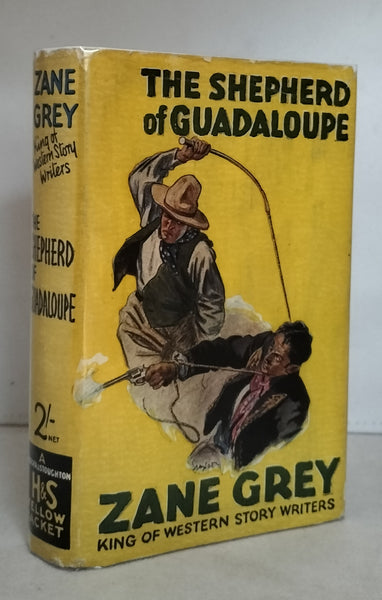 ZANE
GREY
King of
Western Story
Writers
THE
SHEPHERD
OF
GUADALOUPE
2/-
NET
A
HODDER & STOUGHTON
H&S
YELLOW
JACKET
THE SHEPHERD
of GUADALOUPE
ZANE GREY
KING OF WESTERN STORY WRITERS